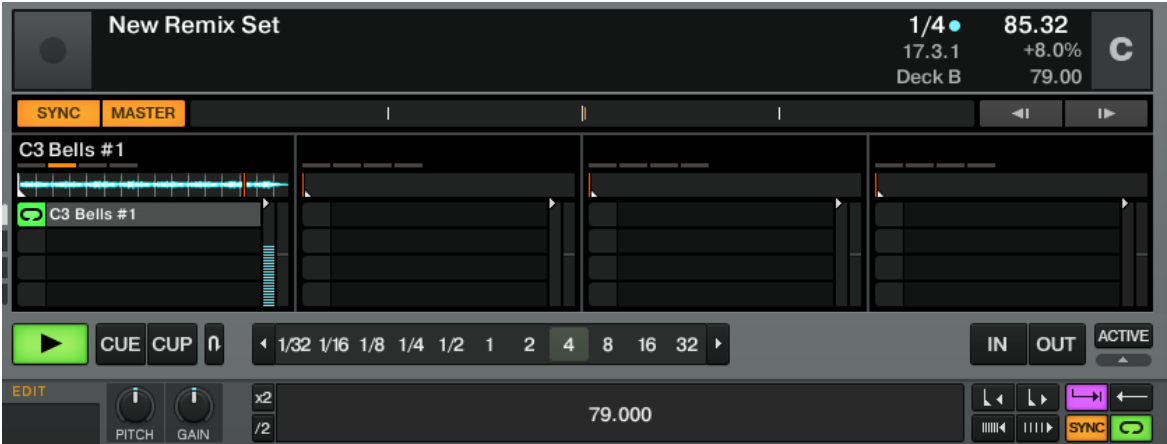 New Remix Set 1/4 85.32
17.3.1 +8.0% C
Deck B 79.00
SYNC MASTER
C3 Bells #1
C3 Bells #1
CUE CUP 1/32 1/16 1/8 1/4 1/2 1 2 4 8 16 32 IN OUT ACTIVE
EDIT
PITCH GAIN x2 79.000
/2 SYNC